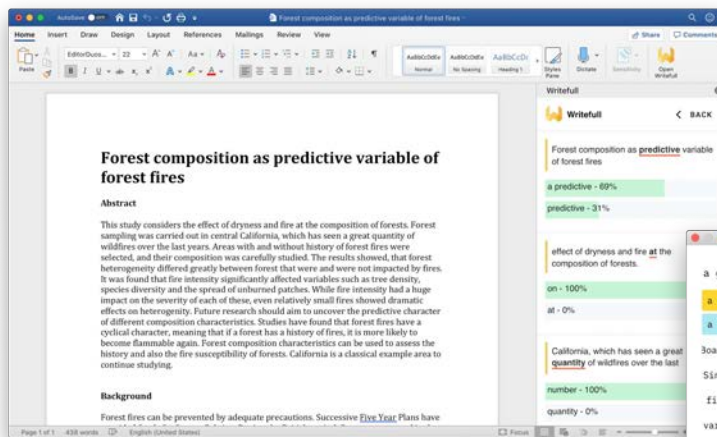 AutoSave
Forest composition as predictive variable of forest fires
Home Insert Draw Design Layout References Mailings Review View
Share Comments
Paste
22
Normal
No Spacing
Heading 1
Styles Pane
Dictate
Sensitivity
Open Writefull
Forest composition as predictive variable of
forest fires
Abstract
This study considers the effect of dryness and fire at the composition of forests. Forest
sampling was carried out in central California, which has seen a great quantity of
wildfires over the last years. Areas with and without history of forest fires were
selected, and their composition was carefully studied. The results showed, that forest
heterogeneity differed greatly between forest that were and were not impacted by fires.
It was found that fire intensity significantly affected variables such as tree density,
species diversity and the spread of unburned patches. While fire intensity had a huge
impact on the severity of each of these, even relatively small fires showed dramatic
effects on heterogenity. Future research should aim to uncover the predictive character
of different composition characteristics. Studies have found that forest fires have a
cyclical character, meaning that if a forest has a history of fires, it is more likely to
become flammable again. Forest composition characteristics can be used to assess the
history and also the fire susceptibility of forests. California is a classical example area to
continue studying.
Background
Forest fires can be prevented by adequate precautions. Successive Five Year Plans have
Page 1 of 1 438 words English (United States) Focus
Writefull
Writefull
BACK
Forest composition as predictive variable
of forest fires
a predictive - 69%
predictive - 31%
effect of dryness and fire at the
composition of forests.
on - 100%
at - 0%
California, which has seen a great
quantity of wildfires over the last
number - 100%
quantity - 0%
a
a
a